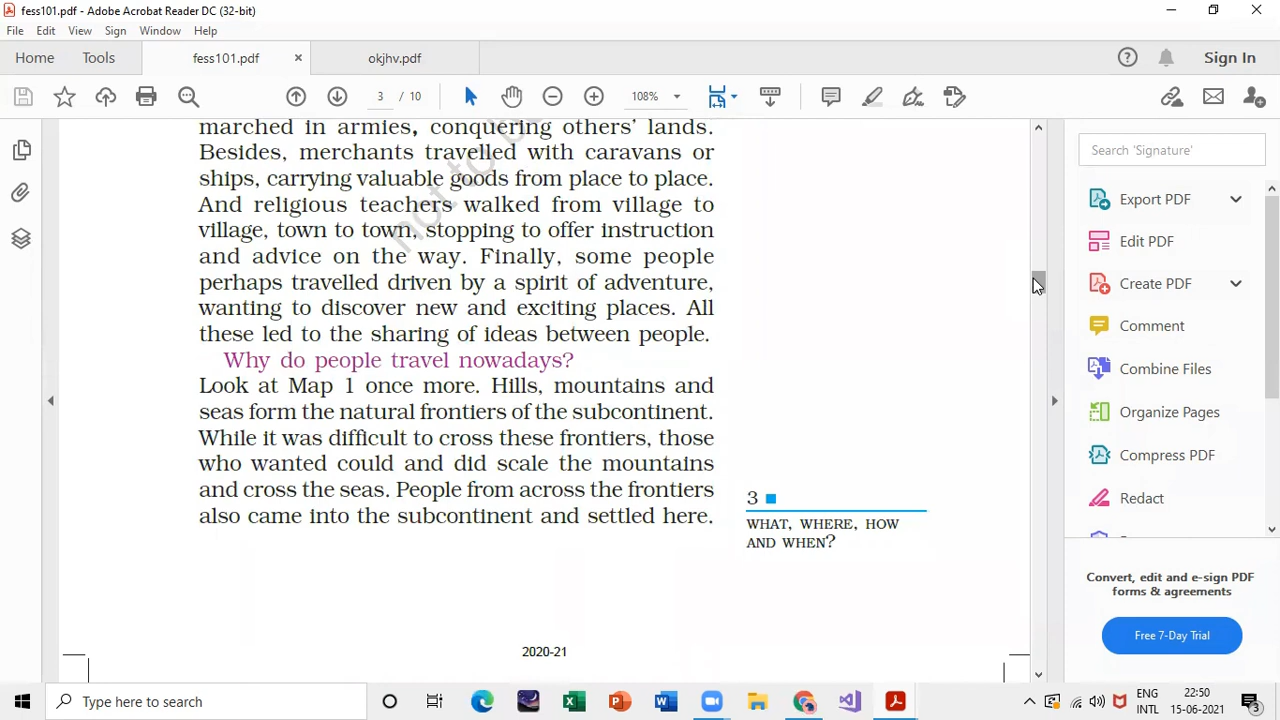 fess101.pdf - Adobe Acrobat Reader DC (32-bit)
File Edit View Sign Window Help
Home Tools fess101.pdf × okjhv.pdf Sign In
3 / 10 108%
marched in armies, conquering others' lands.
Besides, merchants travelled with caravans or
ships, carrying valuable goods from place to place.
And religious teachers walked from village to
village, town to town, stopping to offer instruction
and advice on the way. Finally, some people
perhaps travelled driven by a spirit of adventure,
wanting to discover new and exciting places. All
these led to the sharing of ideas between people.
Why do people travel nowadays?
Look at Map 1 once more. Hills, mountains and
seas form the natural frontiers of the subcontinent.
While it was difficult to cross these frontiers, those
who wanted could and did scale the mountains
and cross the seas. People from across the frontiers
also came into the subcontinent and settled here.
not to
3
WHAT, WHERE, HOW
AND WHEN?
2020-21
Search 'Signature'
Export PDF
Edit PDF
Create PDF
Comment
Combine Files
Organize Pages
Compress PDF
Redact
Convert, edit and e-sign PDF
forms & agreements
Free 7-Day Trial
Type here to search
ENG
INTL
22:50
15-06-2021
3